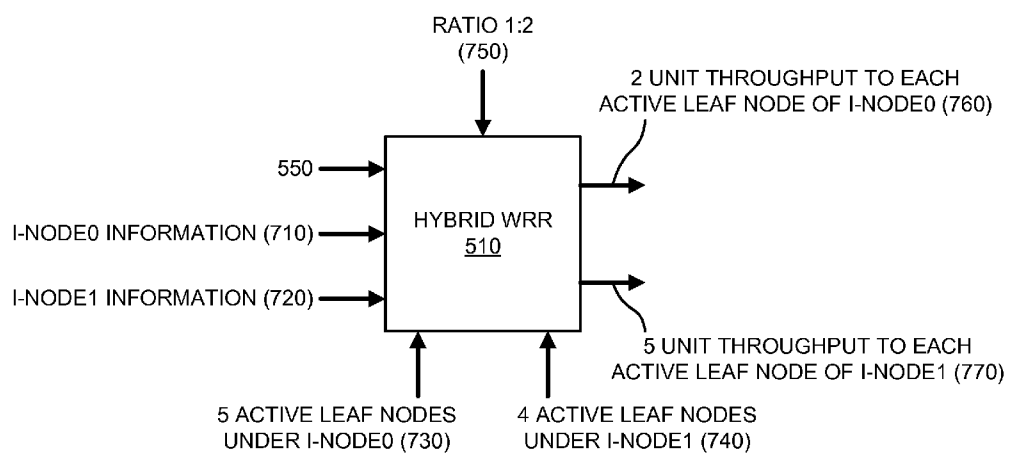 RATIO 1:2
(750)
2 UNIT THROUGHPUT TO EACH
ACTIVE LEAF NODE OF I-NODE0 (760)
550
I-NODE0 INFORMATION (710)
HYBRID WRR
510
I-NODE1 INFORMATION (720)
5 UNIT THROUGHPUT TO EACH
ACTIVE LEAF NODE OF I-NODE1 (770)
5 ACTIVE LEAF NODES
UNDER I-NODE0 (730)
4 ACTIVE LEAF NODES
UNDER I-NODE1 (740)